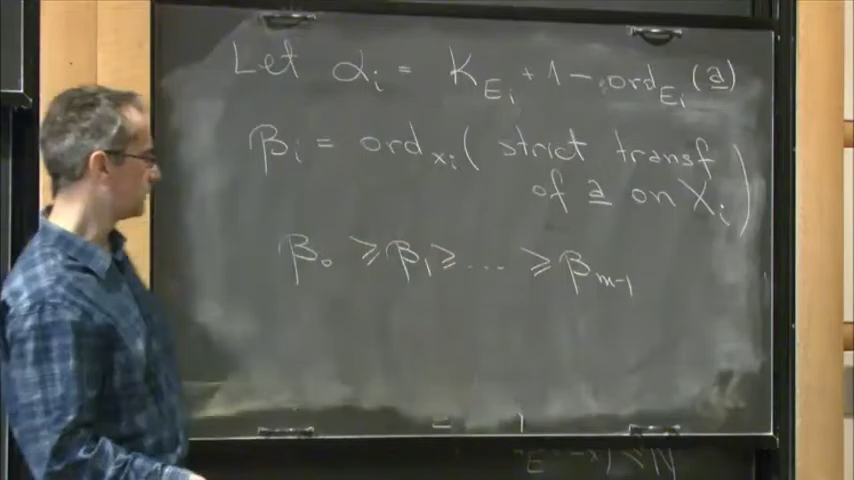 Let αᵢ = K_{Eᵢ} + 1 - ord_{Eᵢ}(a̲)
βᵢ = ord_{xᵢ}( strict transf
of a̲ on Xᵢ)
β₀ ≥ β₁ ≥ ... ≥ β_{m-1}